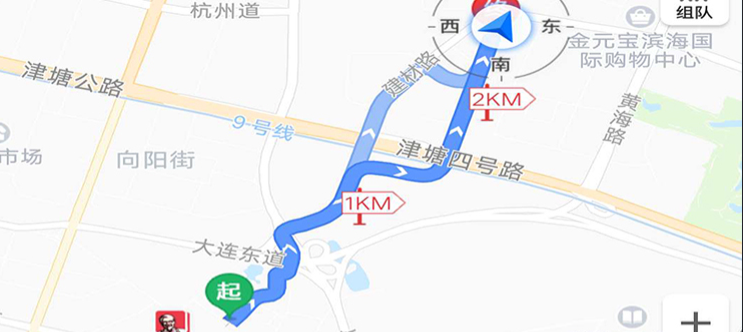 杭州道
组队
西
东
南
金元宝滨海国
际购物中心
建材路
津塘公路
2KM
黄海
路
9号线
市场
向阳街
津塘四号路
1KM
大连东道
起